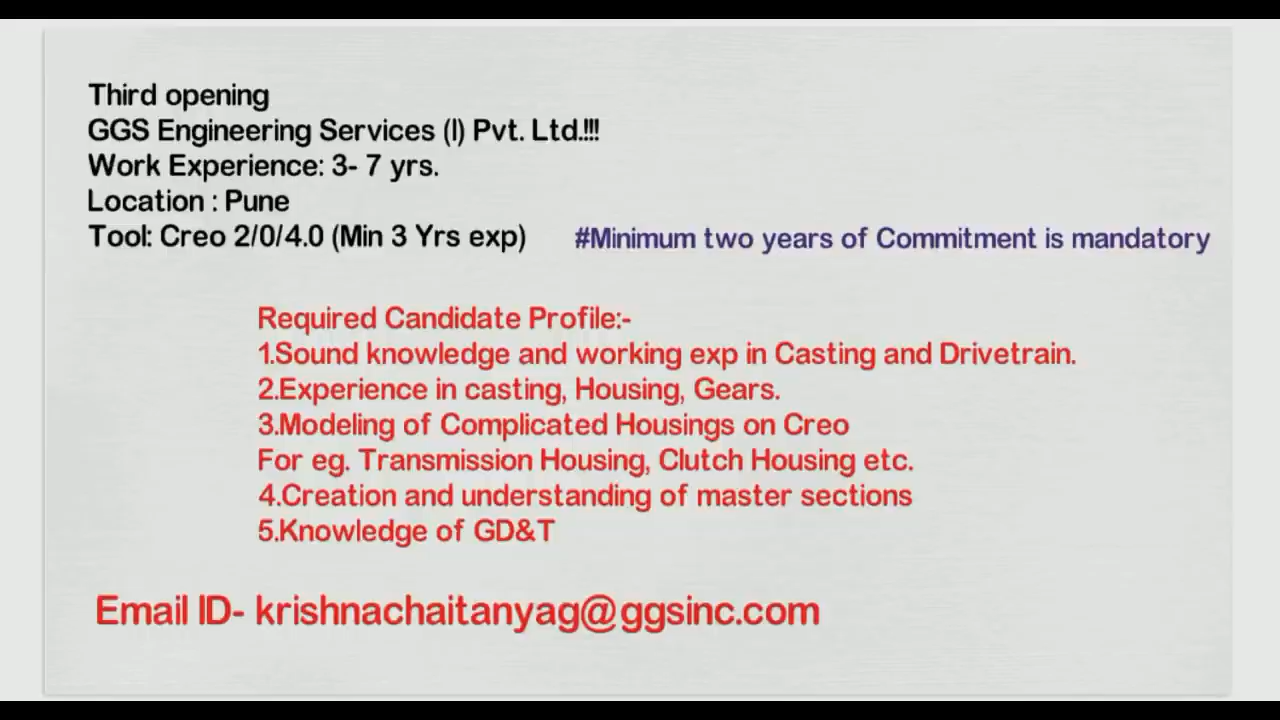 Third opening
GGS Engineering Services (I) Pvt. Ltd.!!!
Work Experience: 3- 7 yrs.
Location : Pune
Tool: Creo 2/0/4.0 (Min 3 Yrs exp)
#Minimum two years of Commitment is mandatory
Required Candidate Profile:-
1.Sound knowledge and working exp in Casting and Drivetrain.
2.Experience in casting, Housing, Gears.
3.Modeling of Complicated Housings on Creo
For eg. Transmission Housing, Clutch Housing etc.
4.Creation and understanding of master sections
5.Knowledge of GD&T
Email ID- krishnachaitanyag@ggsinc.com